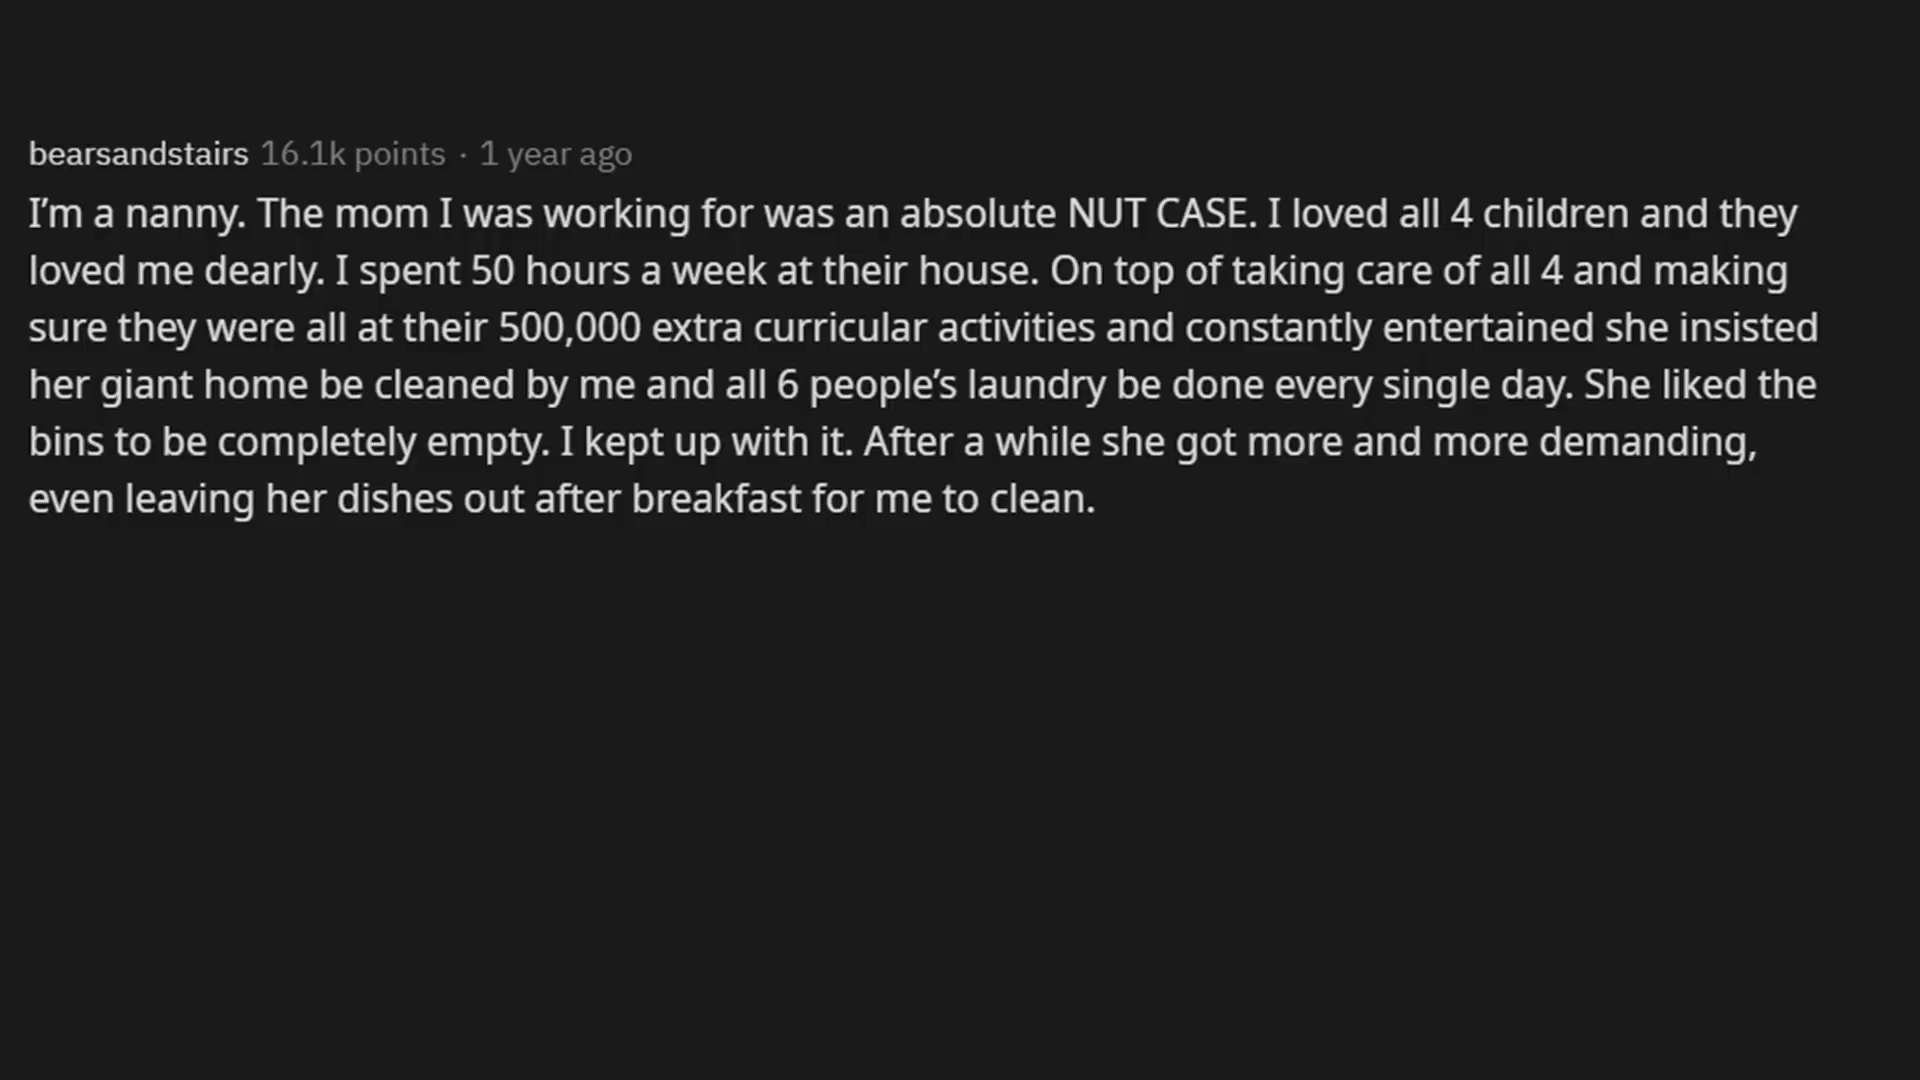 bearsandstairs 16.1k points · 1 year ago
I’m a nanny. The mom I was working for was an absolute NUT CASE. I loved all 4 children and they
loved me dearly. I spent 50 hours a week at their house. On top of taking care of all 4 and making
sure they were all at their 500,000 extra curricular activities and constantly entertained she insisted
her giant home be cleaned by me and all 6 people’s laundry be done every single day. She liked the
bins to be completely empty. I kept up with it. After a while she got more and more demanding,
even leaving her dishes out after breakfast for me to clean.